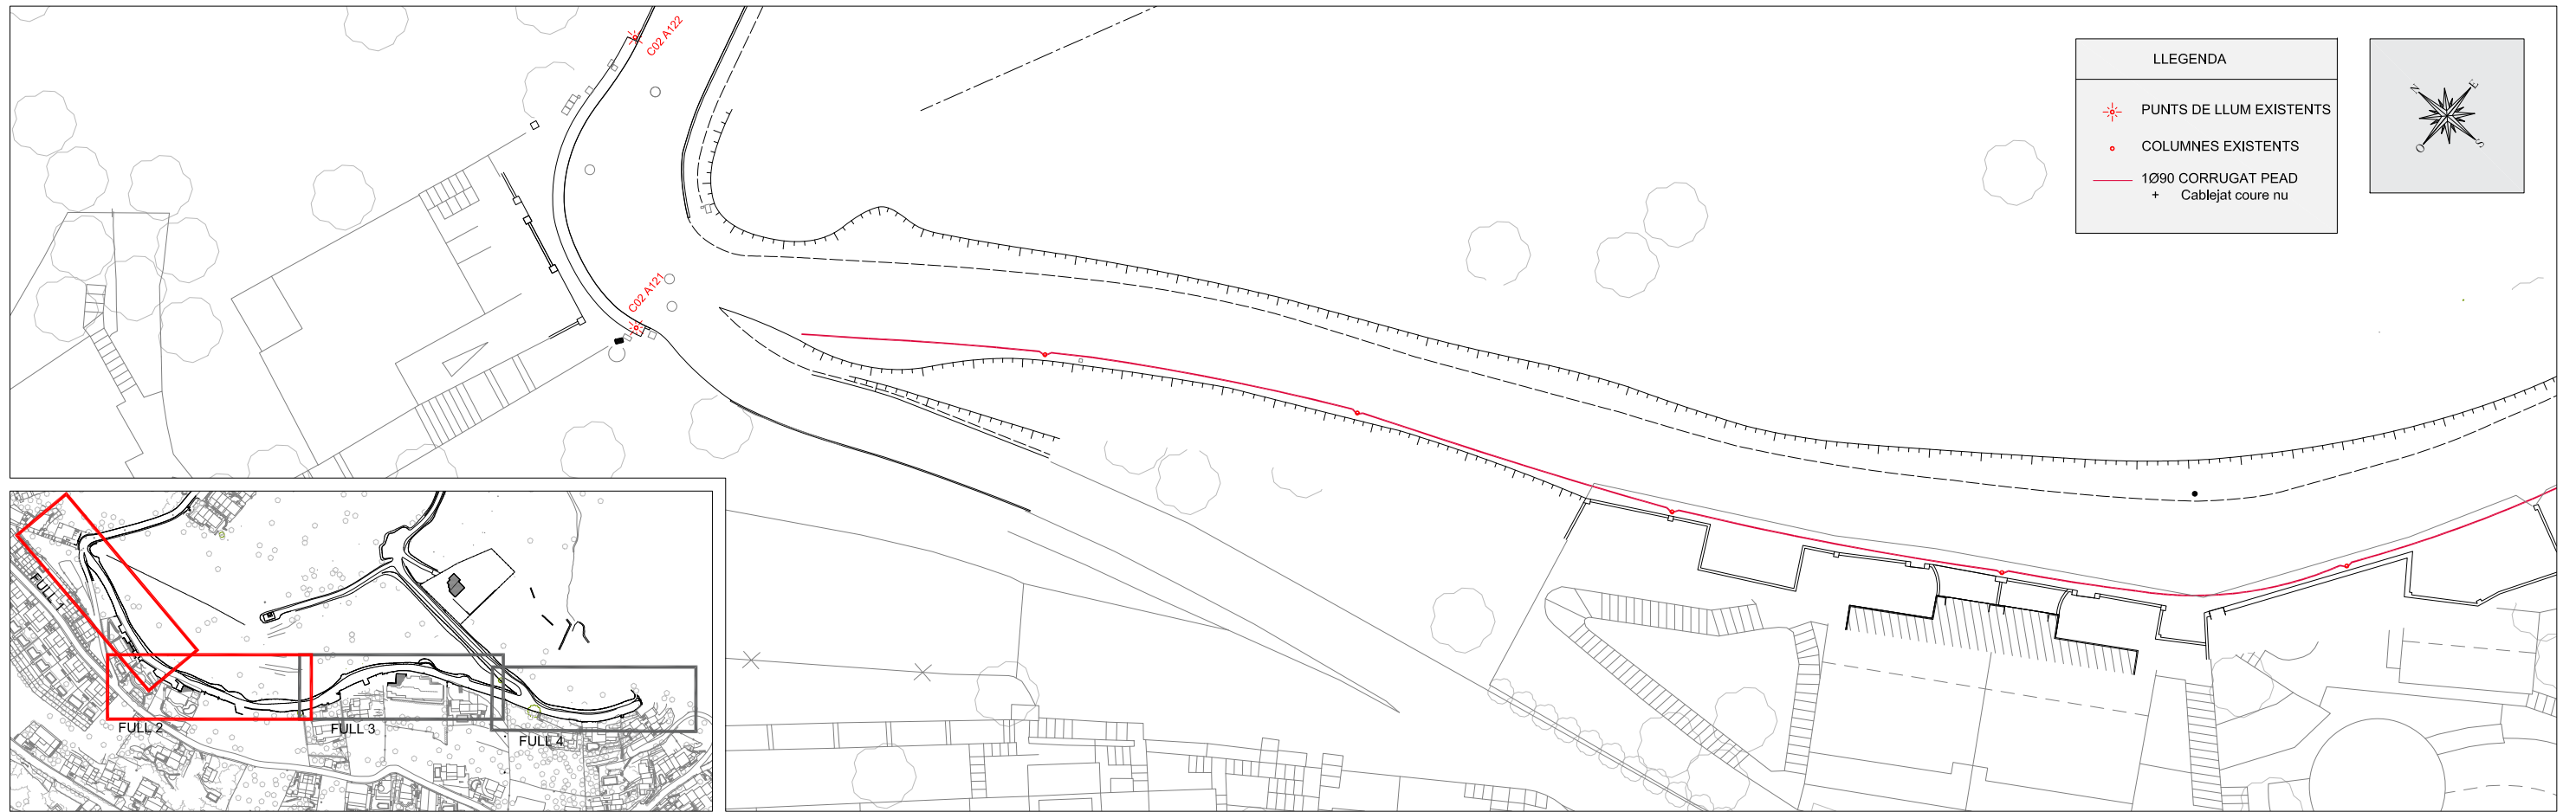 C02 A122
C02 A121
LLEGENDA
PUNTS DE LLUM EXISTENTS
COLUMNES EXISTENTS
1Ø90 CORRUGAT PEAD
+ Cablejat coure nu
N
E
O
S
FULL 1
FULL 2
FULL 3
FULL 4